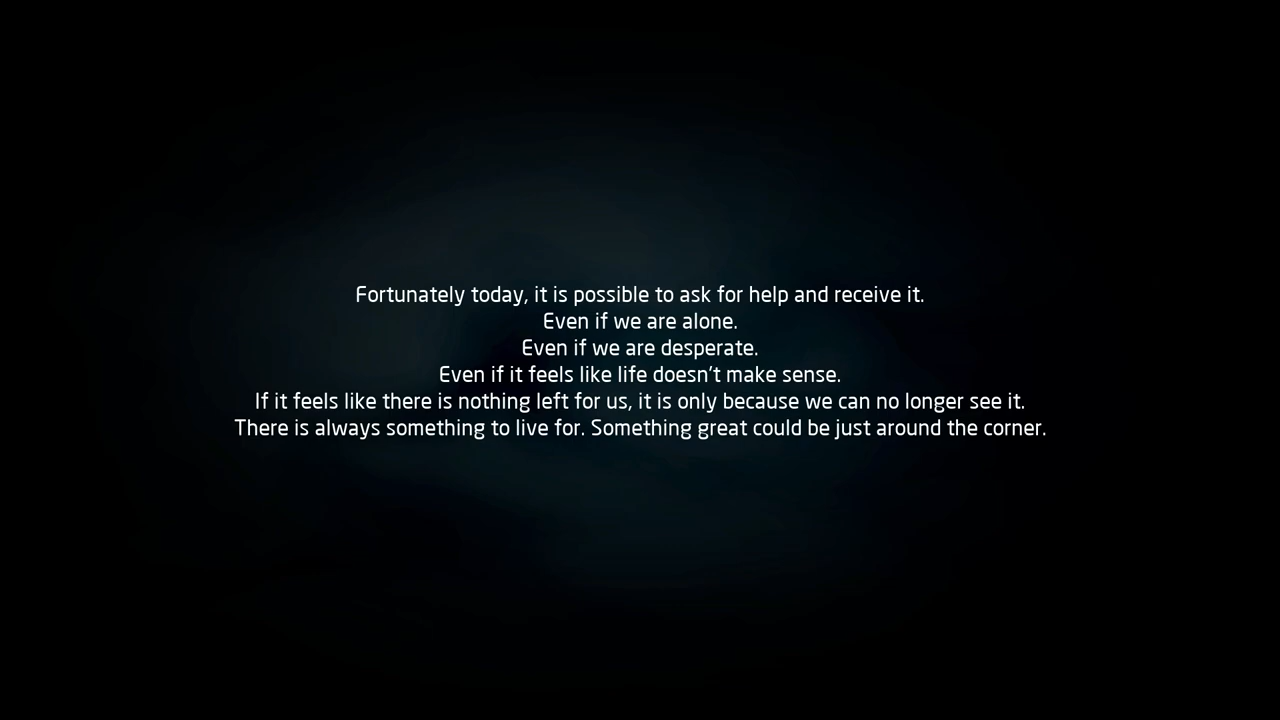 Fortunately today, it is possible to ask for help and receive it.
Even if we are alone.
Even if we are desperate.
Even if it feels like life doesn't make sense.
If it feels like there is nothing left for us, it is only because we can no longer see it.
There is always something to live for. Something great could be just around the corner.